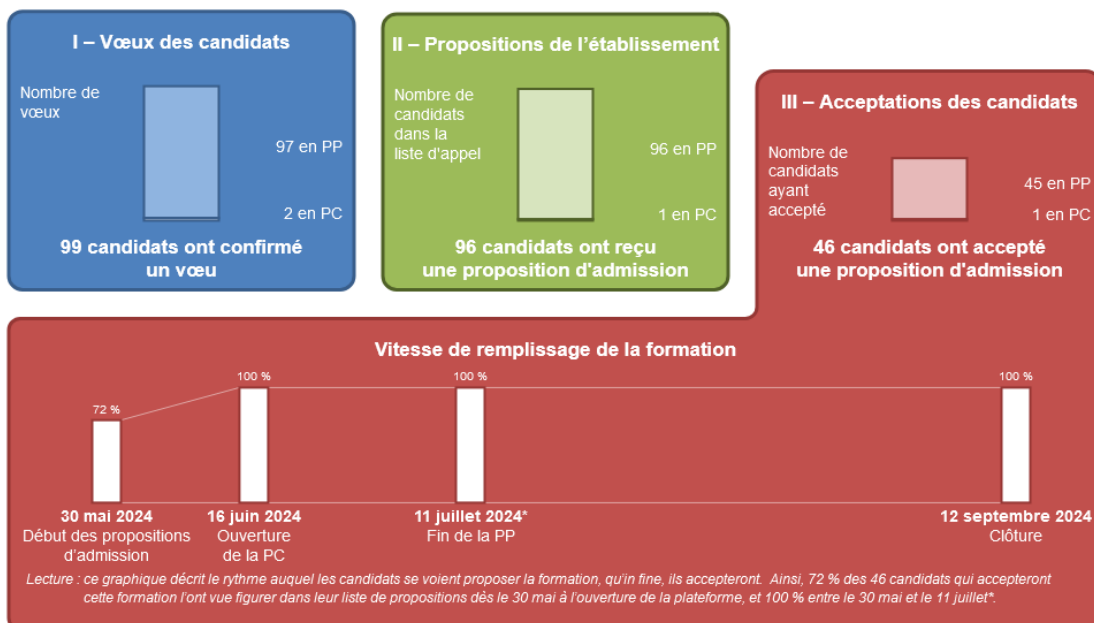 I – Vœux des candidats
Nombre de
vœux
97 en PP
2 en PC
99 candidats ont confirmé
un vœu
II – Propositions de l'établissement
Nombre de
candidats
dans la
liste d'appel
96 en PP
1 en PC
96 candidats ont reçu
une proposition d'admission
III – Acceptations des candidats
Nombre de
candidats
ayant
accepté
45 en PP
1 en PC
46 candidats ont accepté
une proposition d'admission
Vitesse de remplissage de la formation
72 %
100 %
100 %
100 %
30 mai 2024
Début des propositions
d'admission
16 juin 2024
Ouverture
de la PC
11 juillet 2024*
Fin de la PP
12 septembre 2024
Clôture
Lecture : ce graphique décrit le rythme auquel les candidats se voient proposer la formation, qu'in fine, ils accepteront. Ainsi, 72 % des 46 candidats qui accepteront
cette formation l'ont vue figurer dans leur liste de propositions dès le 30 mai à l'ouverture de la plateforme, et 100 % entre le 30 mai et le 11 juillet*.